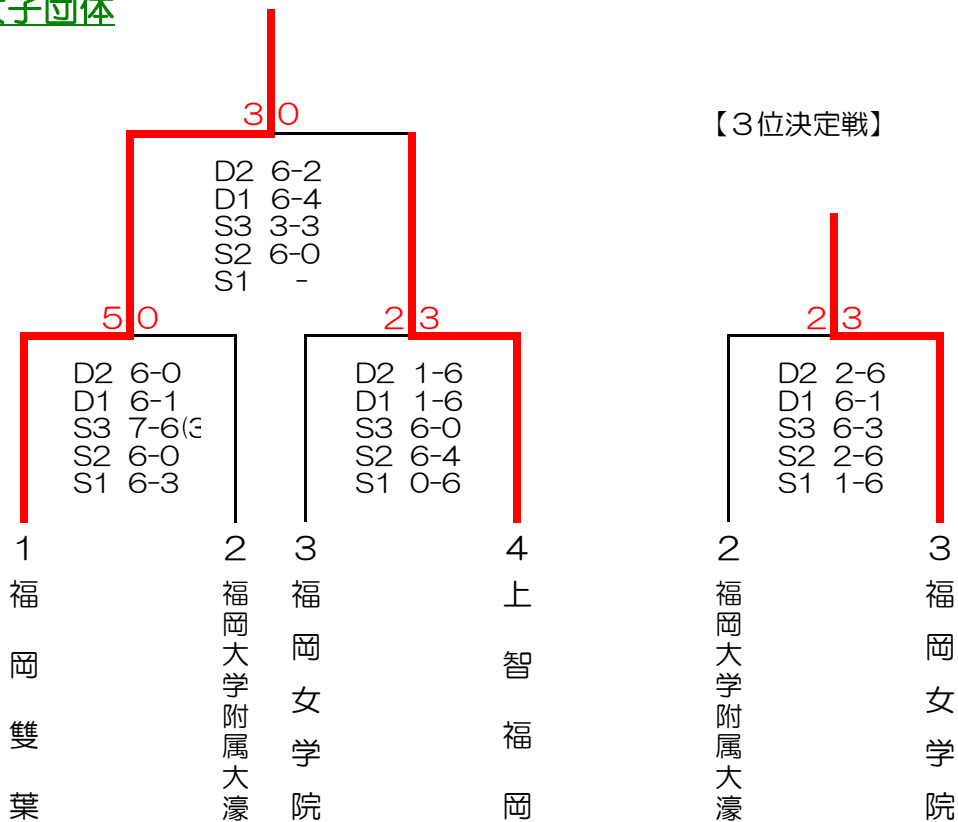 女子団体
3 0
【３位決定戦】
D2 6-2
D1 6-4
S3 3-3
S2 6-0
S1 -
5 0
2 3
2 3
D2 6-0
D1 6-1
S3 7-6(3
S2 6-0
S1 6-3
D2 1-6
D1 1-6
S3 6-0
S2 6-4
S1 0-6
D2 2-6
D1 6-1
S3 6-3
S2 2-6
S1 1-6
1
福岡雙葉
2
福岡大学附属大濠
3
福岡女学院
4
上智福岡
2
福岡大学附属大濠
3
福岡女学院